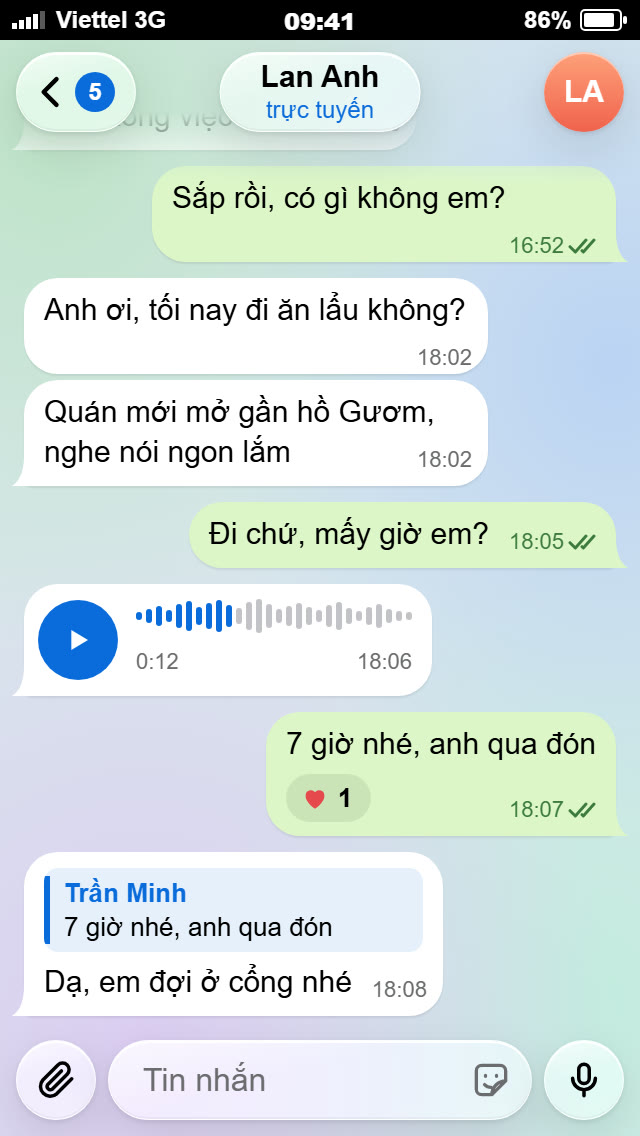 Viettel 3G 09:41 86%
5
Lan Anh
trực tuyến
LA
Sắp rồi, có gì không em?
16:52
Anh ơi, tối nay đi ăn lẩu không?
18:02
Quán mới mở gần hồ Gươm,
nghe nói ngon lắm
18:02
Đi chứ, mấy giờ em? 18:05
0:12 18:06
7 giờ nhé, anh qua đón
1
18:07
Trần Minh
7 giờ nhé, anh qua đón
Dạ, em đợi ở cổng nhé 18:08
Tin nhắn